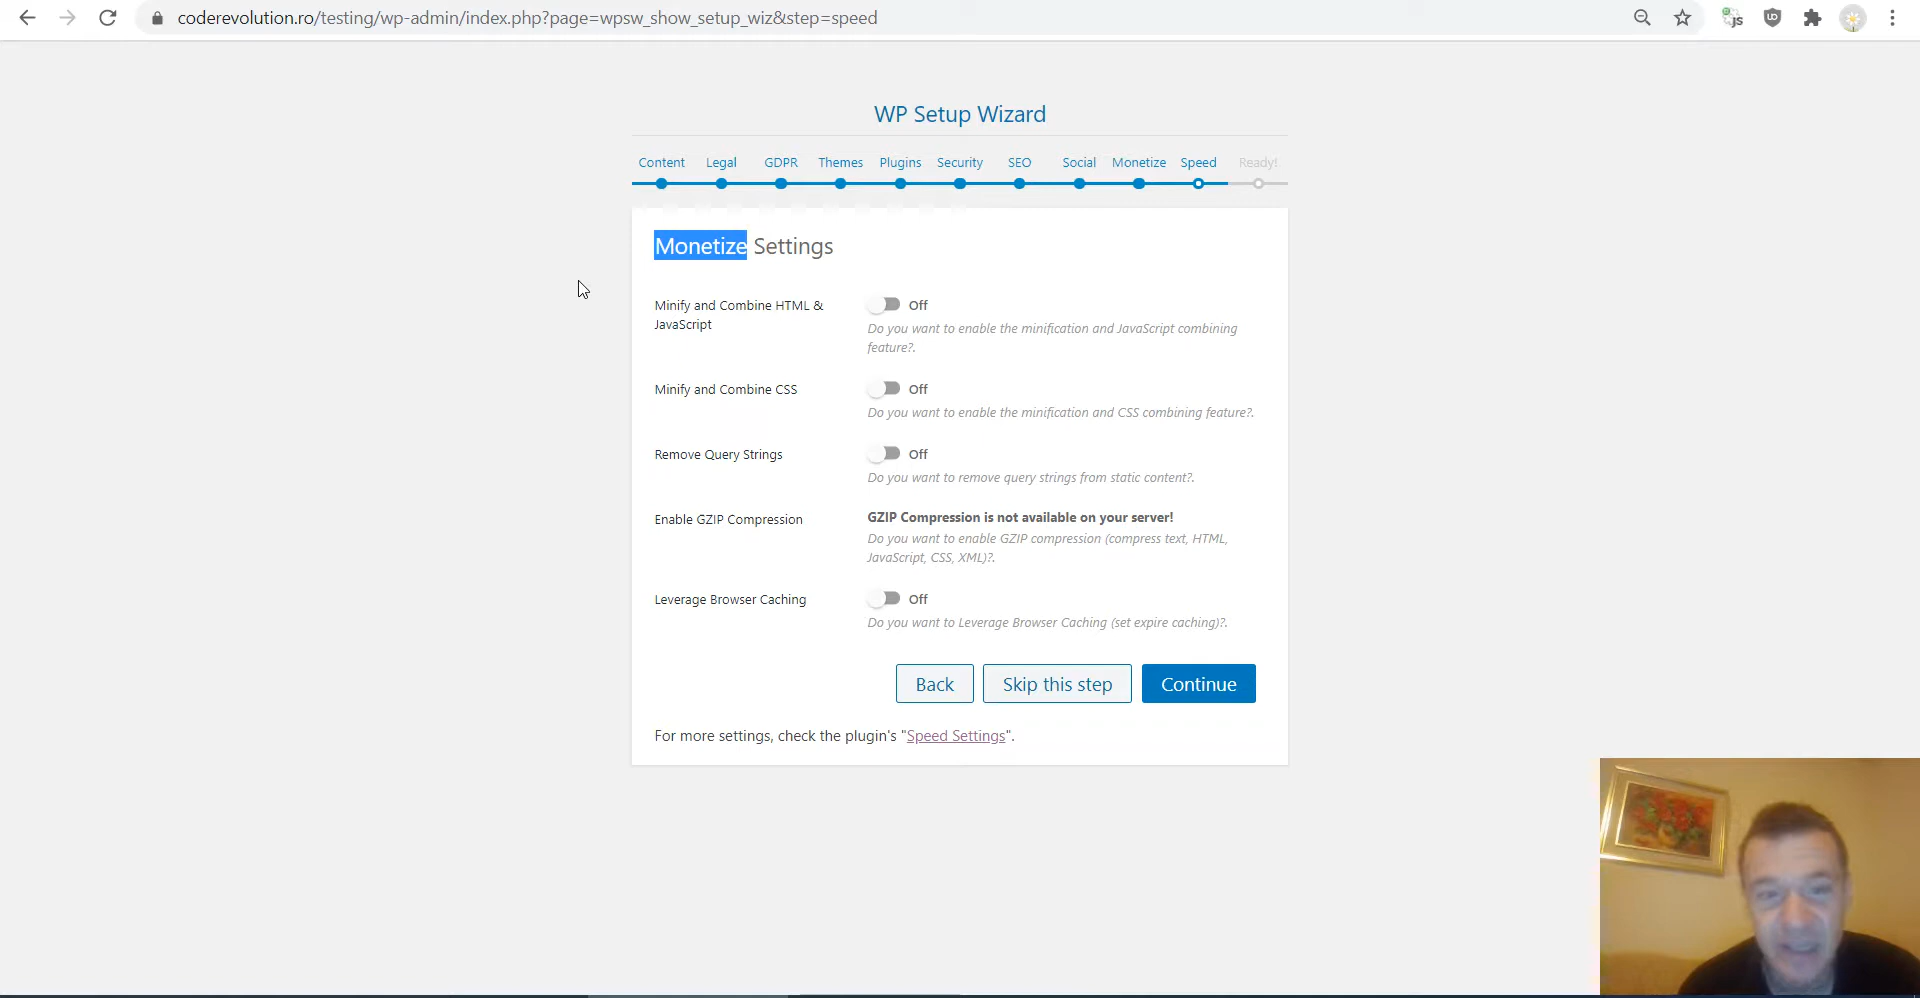 coderevolution.ro/testing/wp-admin/index.php?page=wpsw_show_setup_wiz&step=speed
JS
WP Setup Wizard
Content Legal GDPR Themes Plugins Security SEO Social Monetize Speed Ready!
Monetize Settings
Minify and Combine HTML &
JavaScript
Off
Do you want to enable the minification and JavaScript combining
feature?.
Minify and Combine CSS
Off
Do you want to enable the minification and CSS combining feature?.
Remove Query Strings
Off
Do you want to remove query strings from static content?.
Enable GZIP Compression
GZIP Compression is not available on your server!
Do you want to enable GZIP compression (compress text, HTML,
JavaScript, CSS, XML)?.
Leverage Browser Caching
Off
Do you want to Leverage Browser Caching (set expire caching)?.
Back Skip this step Continue
For more settings, check the plugin's "Speed Settings".